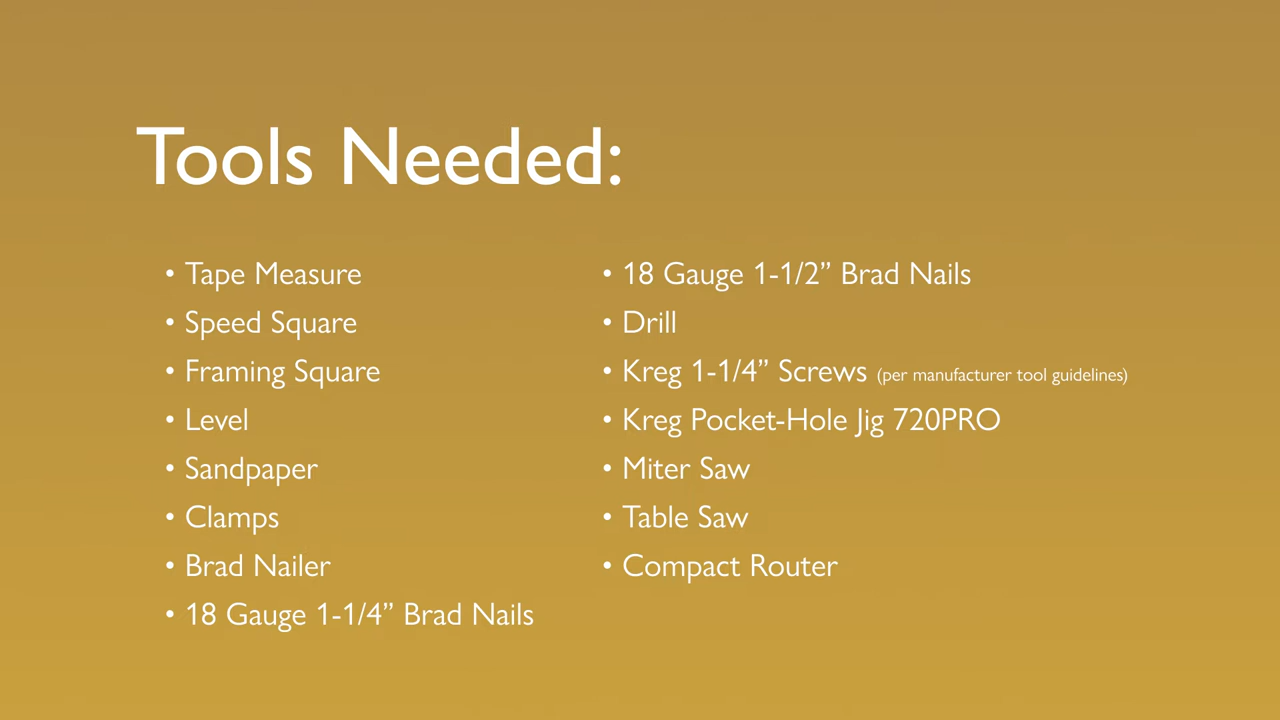 Tools Needed:
• Tape Measure
• Speed Square
• Framing Square
• Level
• Sandpaper
• Clamps
• Brad Nailer
• 18 Gauge 1-1/4” Brad Nails
• 18 Gauge 1-1/2” Brad Nails
• Drill
• Kreg 1-1/4” Screws (per manufacturer tool guidelines)
• Kreg Pocket-Hole Jig 720PRO
• Miter Saw
• Table Saw
• Compact Router